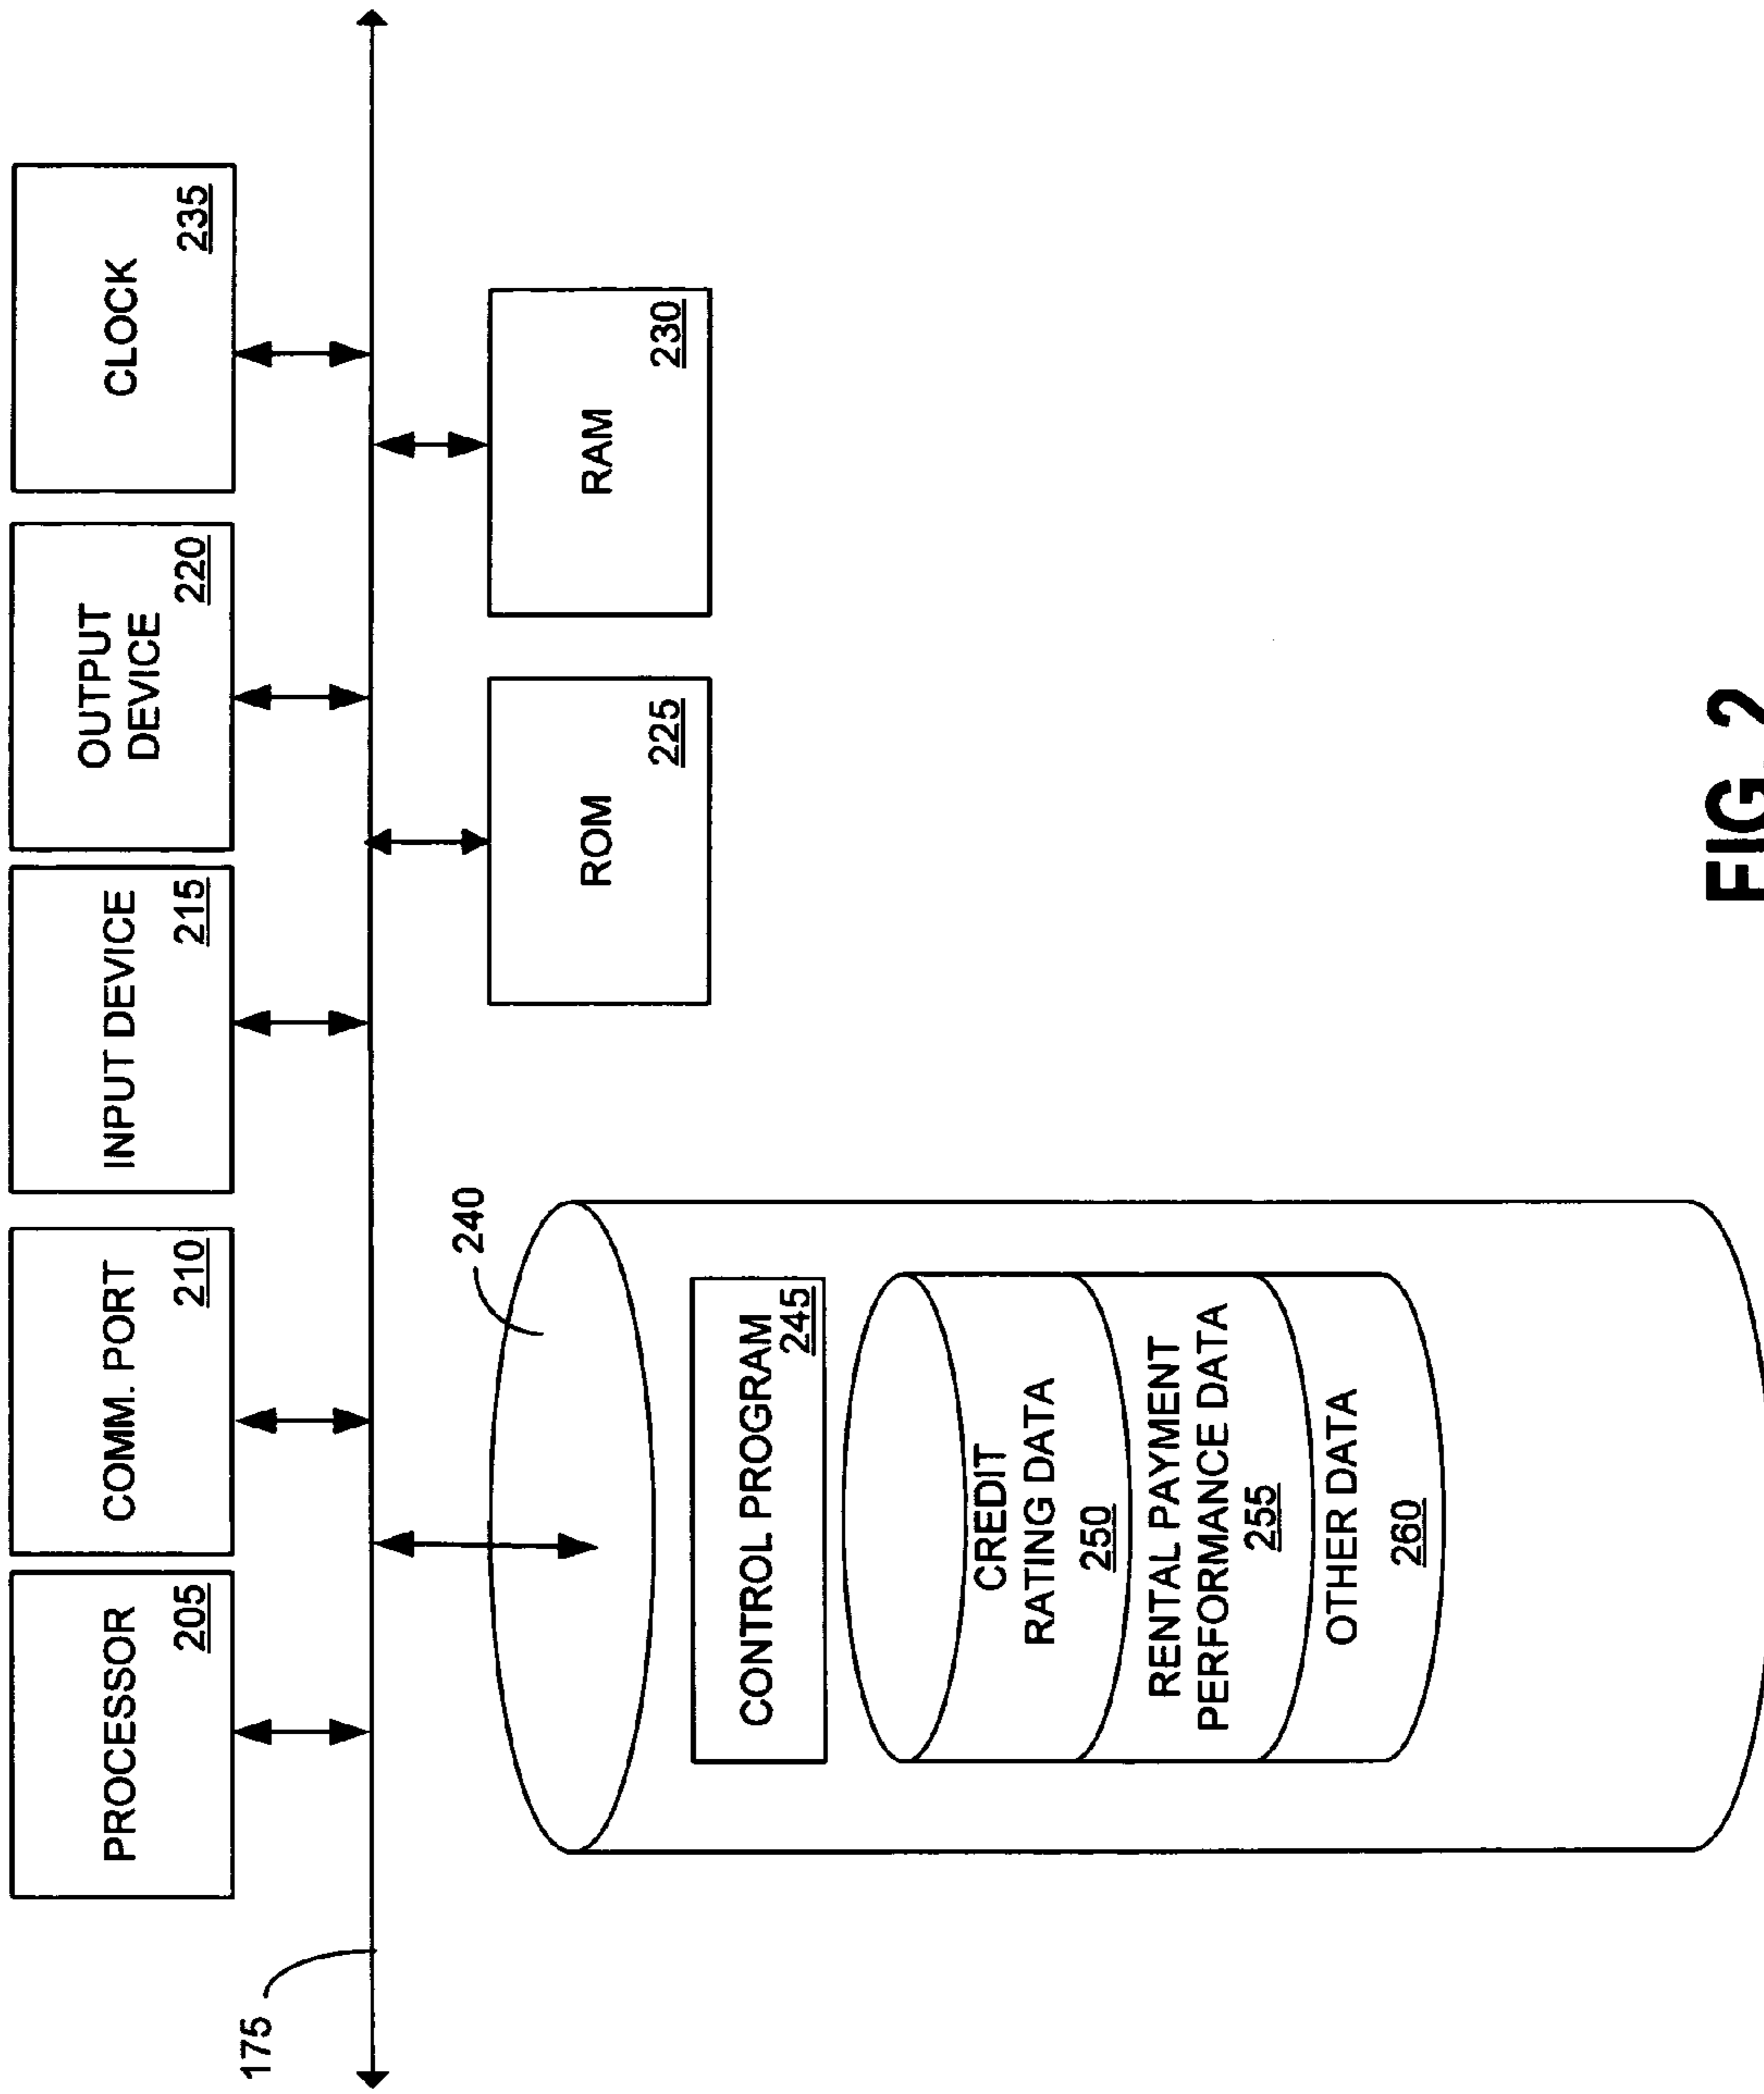 PROCESSOR
205
COMM. PORT
210
INPUT DEVICE
215
OUTPUT
DEVICE
220
CLOCK
235
175
240
ROM
225
RAM
230
CONTROL PROGRAM
245
CREDIT
RATING DATA
250
RENTAL PAYMENT
PERFORMANCE DATA
255
OTHER DATA
260
FIG. 2